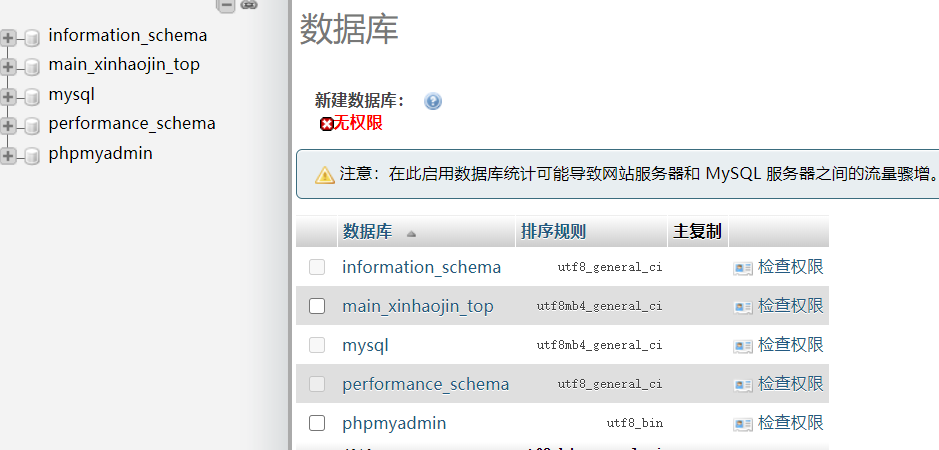 information_schema
main_xinhaojin_top
mysql
performance_schema
phpmyadmin
数据库
新建数据库：
无权限
注意：在此启用数据库统计可能导致网站服务器和 MySQL 服务器之间的流量骤增。
数据库 排序规则 主复制
information_schema utf8_general_ci 检查权限
main_xinhaojin_top utf8mb4_general_ci 检查权限
mysql utf8mb4_general_ci 检查权限
performance_schema utf8_general_ci 检查权限
phpmyadmin utf8_bin 检查权限